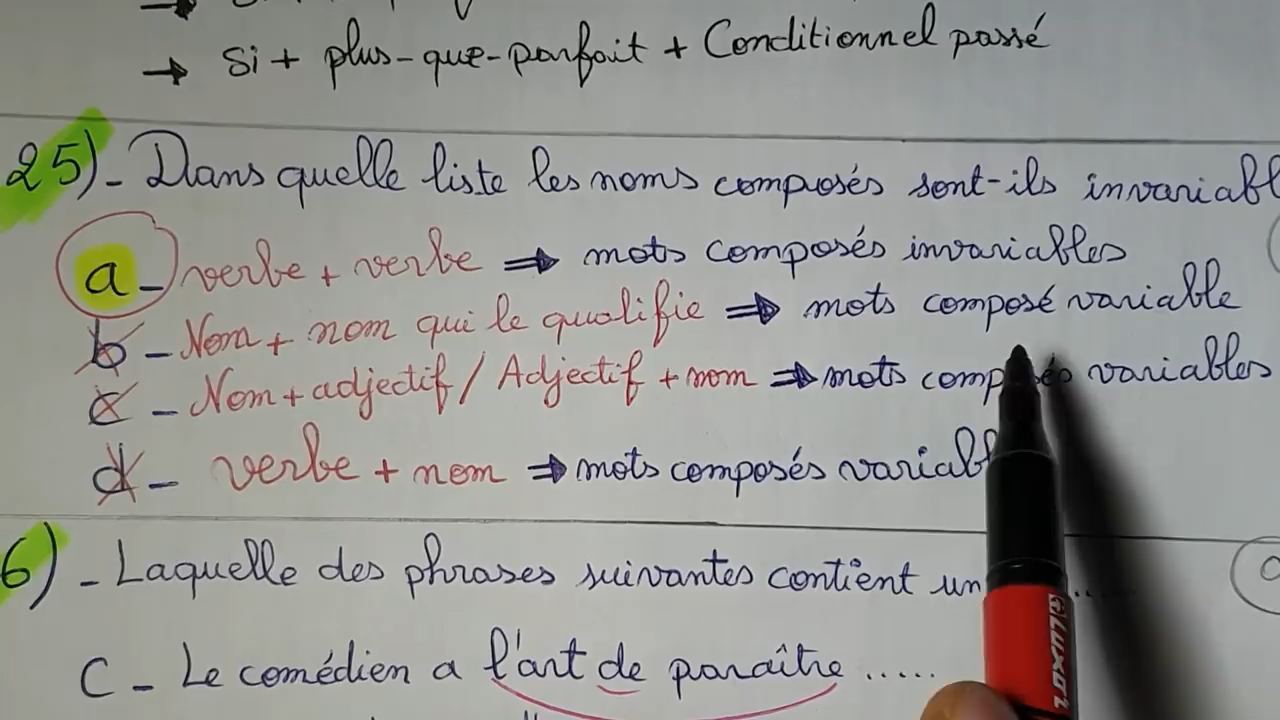 → Si + plus-que-parfait + Conditionnel passé
25)- Dans quelle liste les noms composés sont-ils invariabl
a - verbe + verbe ⇒ mots composés invariables
b - Nom + nom qui le qualifie ⇒ mots composé variable
c - Nom + adjectif / Adjectif + nom ⇒ mots composés variables
d - verbe + nom ⇒ mots composés variabl
6) - Laquelle des phrases suivantes contient un ....
C - Le comédien a l'art de paraître .....
LUXOR